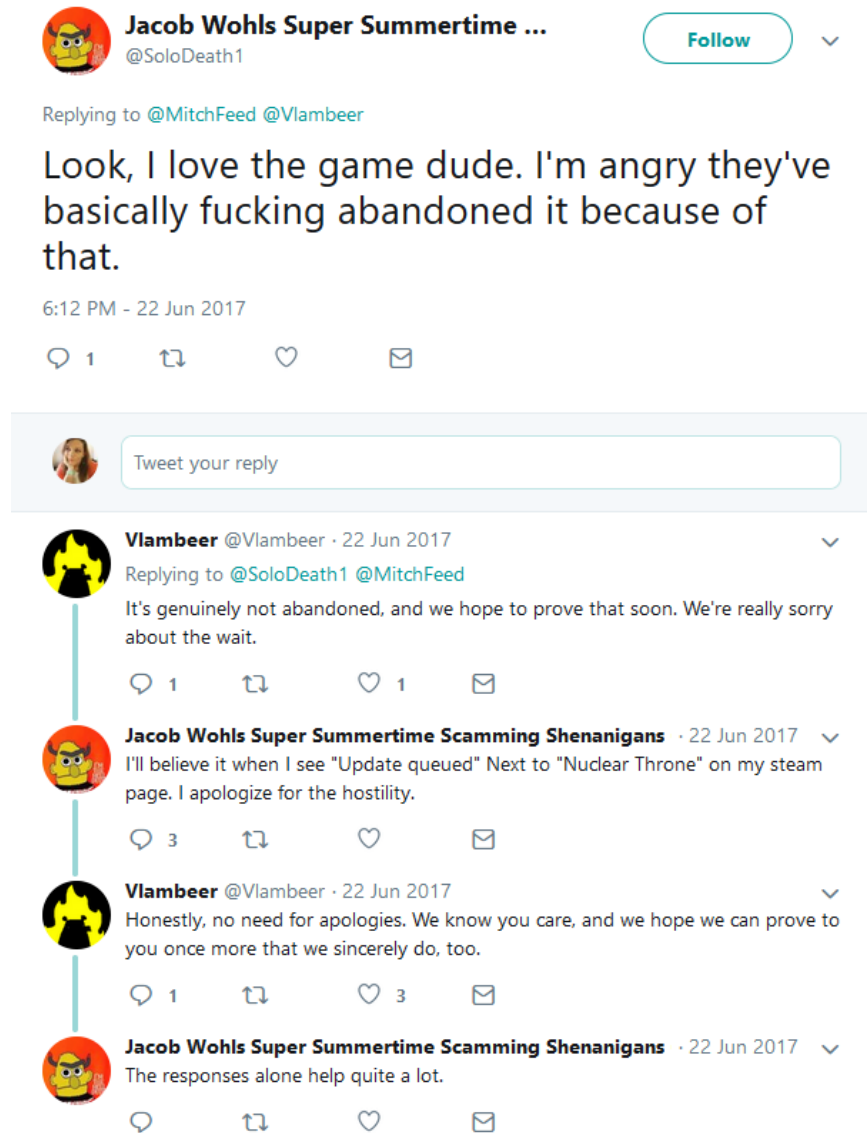 Jacob Wohls Super Summertime ...
@SoloDeath1
Follow
Replying to @MitchFeed @Vlambeer
Look, I love the game dude. I'm angry they've
basically fucking abandoned it because of
that.
6:12 PM - 22 Jun 2017
1
Tweet your reply
Vlambeer @Vlambeer · 22 Jun 2017
Replying to @SoloDeath1 @MitchFeed
It's genuinely not abandoned, and we hope to prove that soon. We're really sorry
about the wait.
1 1
Jacob Wohls Super Summertime Scamming Shenanigans · 22 Jun 2017
I'll believe it when I see "Update queued" Next to "Nuclear Throne" on my steam
page. I apologize for the hostility.
3
Vlambeer @Vlambeer · 22 Jun 2017
Honestly, no need for apologies. We know you care, and we hope we can prove to
you once more that we sincerely do, too.
1 3
Jacob Wohls Super Summertime Scamming Shenanigans · 22 Jun 2017
The responses alone help quite a lot.